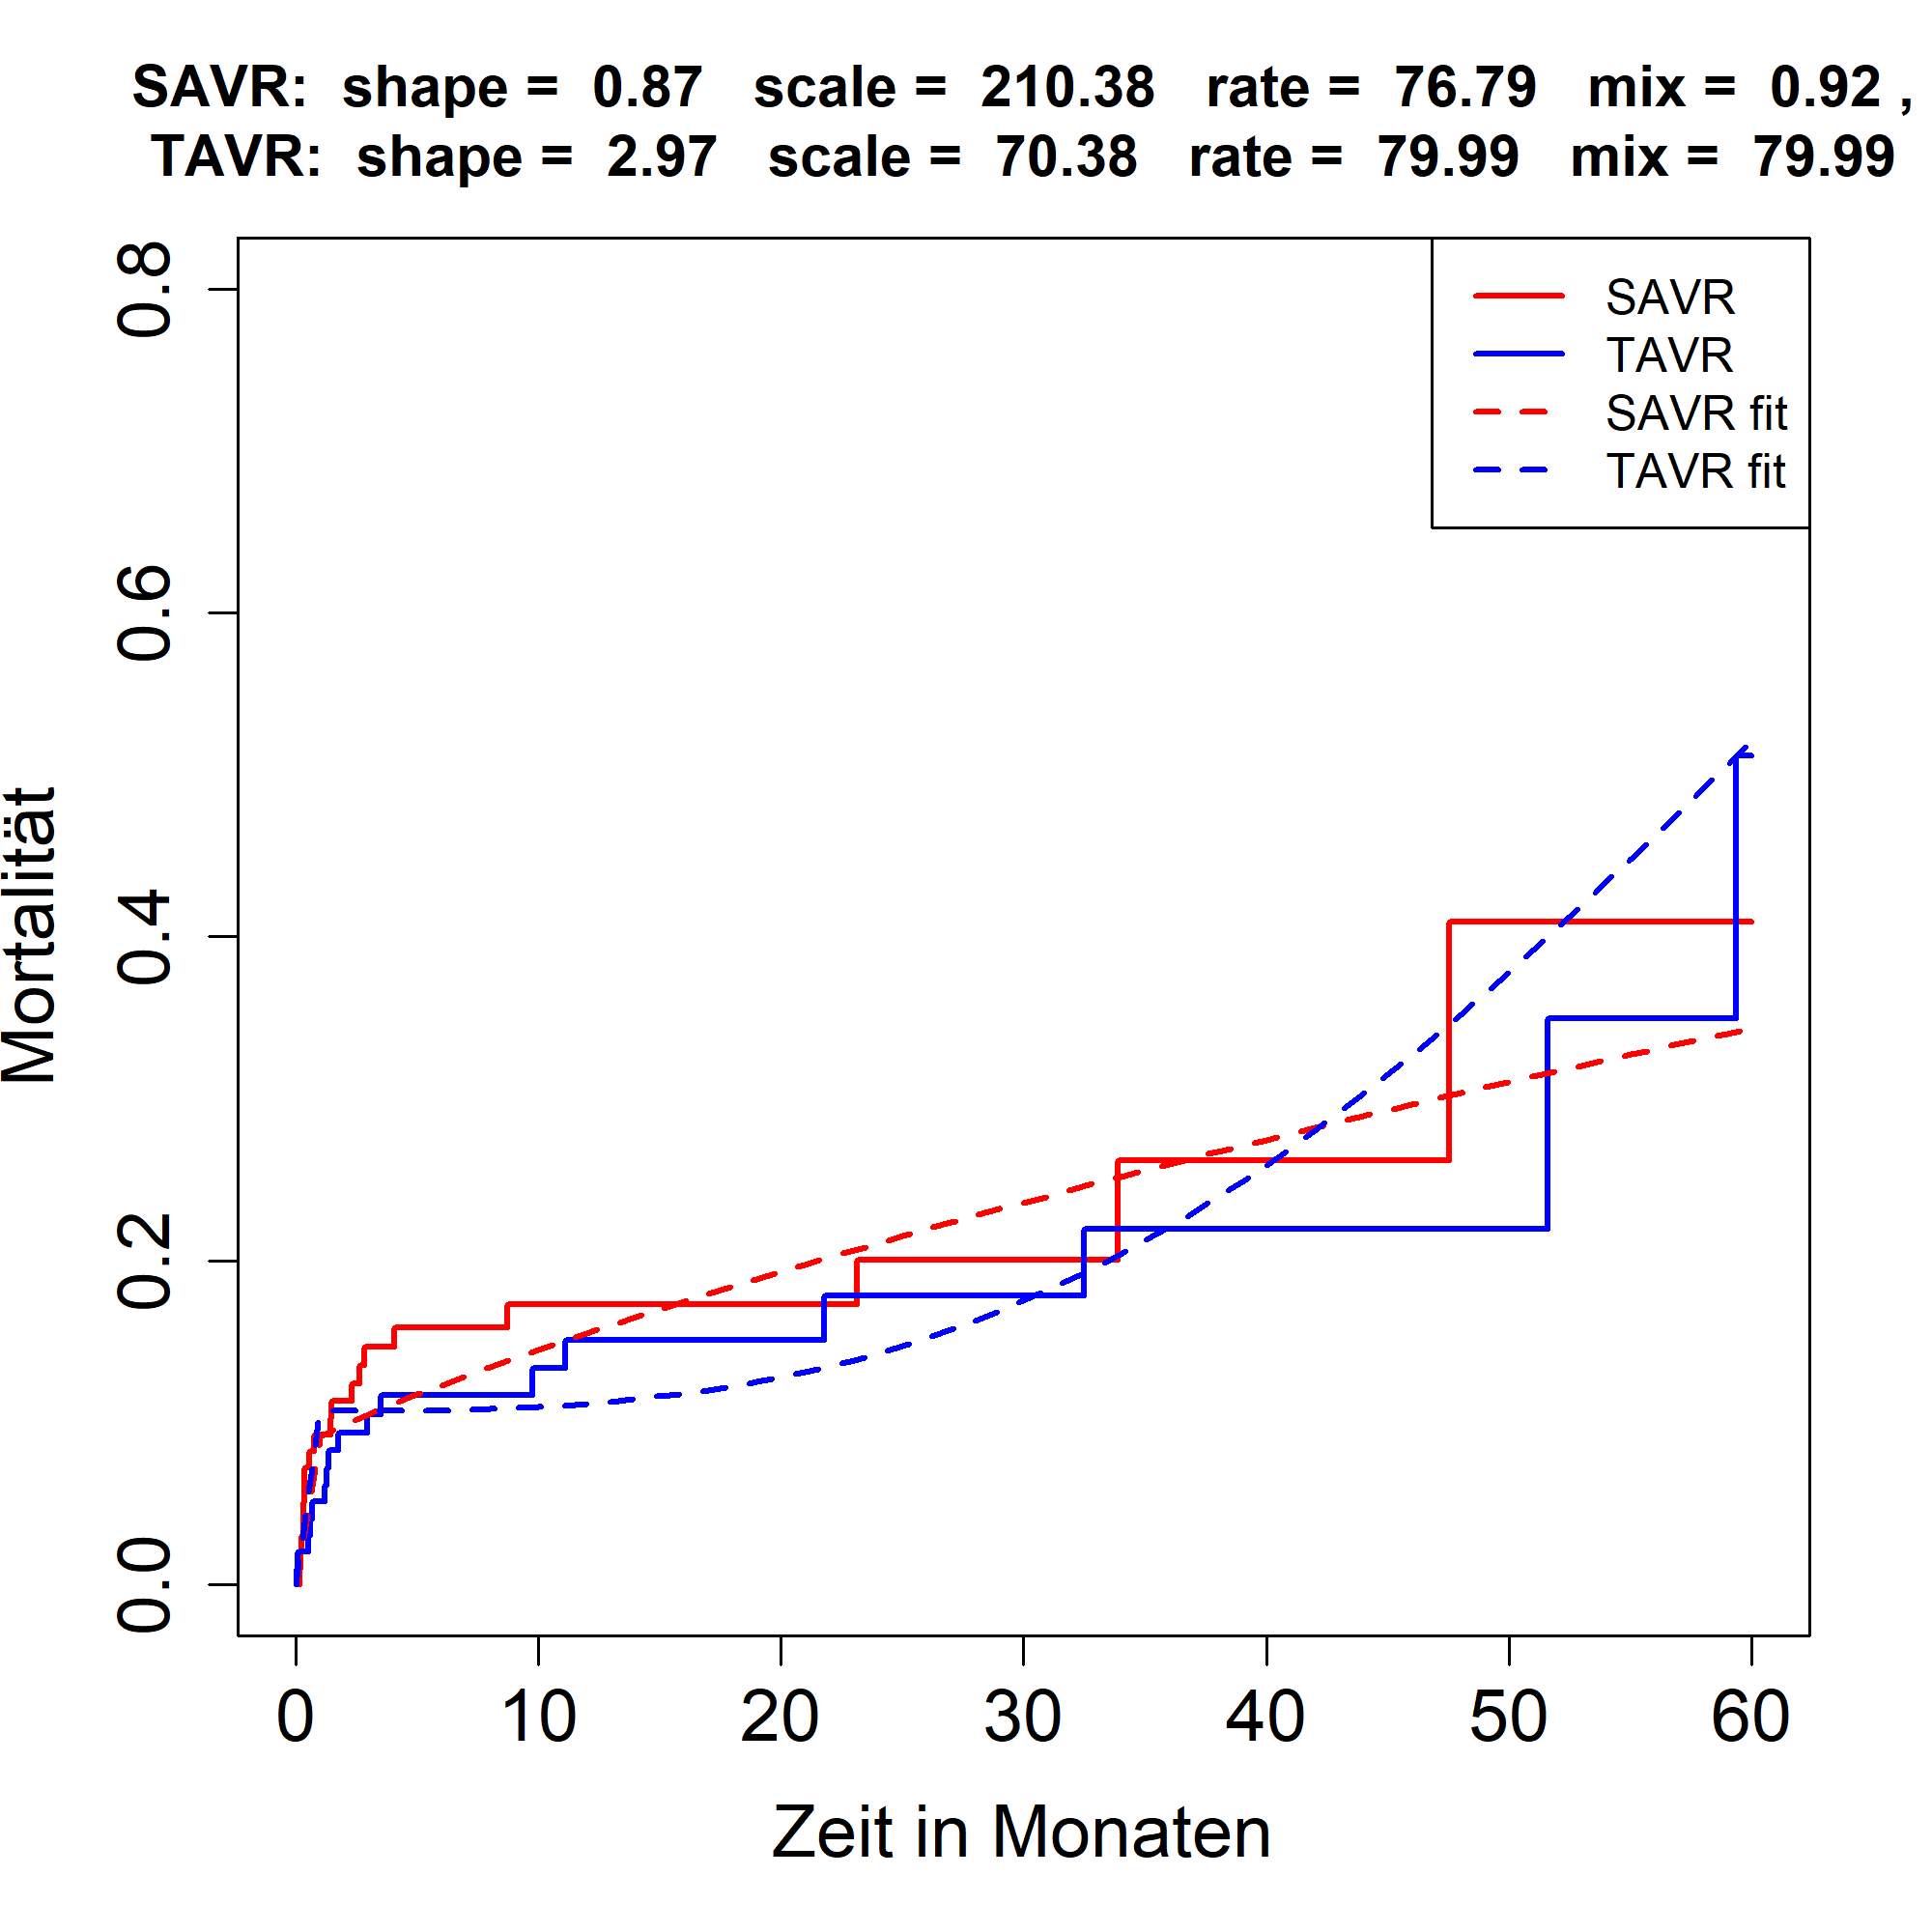 SAVR: shape = 0.87 scale = 210.38 rate = 76.79 mix = 0.92 ,
TAVR: shape = 2.97 scale = 70.38 rate = 79.99 mix = 79.99
SAVR
TAVR
SAVR fit
TAVR fit
Mortalität
0.8
0.6
0.4
0.2
0.0
0 10 20 30 40 50 60
Zeit in Monaten